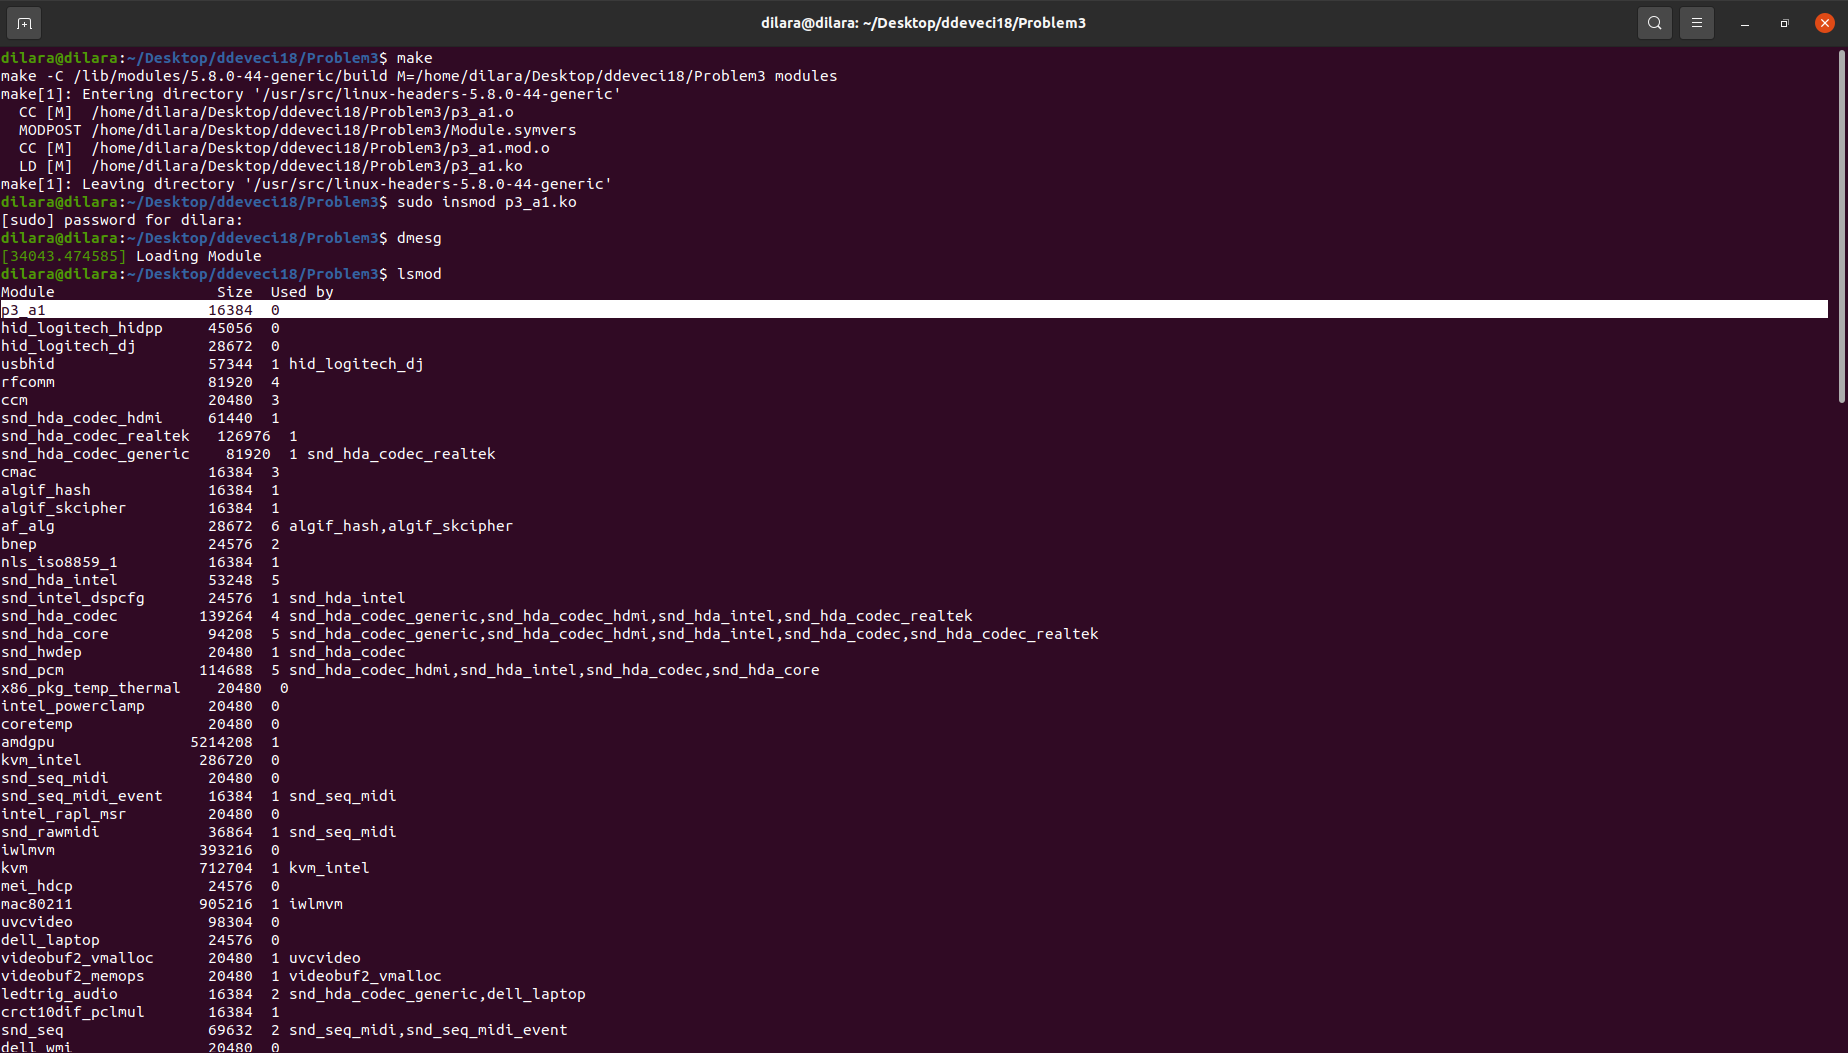 dilara@dilara: ~/Desktop/ddeveci18/Problem3
dilara@dilara:~/Desktop/ddeveci18/Problem3$ make
make -C /lib/modules/5.8.0-44-generic/build M=/home/dilara/Desktop/ddeveci18/Problem3 modules
make[1]: Entering directory '/usr/src/linux-headers-5.8.0-44-generic'
  CC [M]  /home/dilara/Desktop/ddeveci18/Problem3/p3_a1.o
  MODPOST /home/dilara/Desktop/ddeveci18/Problem3/Module.symvers
  CC [M]  /home/dilara/Desktop/ddeveci18/Problem3/p3_a1.mod.o
  LD [M]  /home/dilara/Desktop/ddeveci18/Problem3/p3_a1.ko
make[1]: Leaving directory '/usr/src/linux-headers-5.8.0-44-generic'
dilara@dilara:~/Desktop/ddeveci18/Problem3$ sudo insmod p3_a1.ko
[sudo] password for dilara:
dilara@dilara:~/Desktop/ddeveci18/Problem3$ dmesg
[34043.474585] Loading Module
dilara@dilara:~/Desktop/ddeveci18/Problem3$ lsmod
Module                  Size  Used by
p3_a1                  16384  0
hid_logitech_hidpp     45056  0
hid_logitech_dj        28672  0
usbhid                 57344  1 hid_logitech_dj
rfcomm                 81920  4
ccm                    20480  3
snd_hda_codec_hdmi     61440  1
snd_hda_codec_realtek   126976  1
snd_hda_codec_generic    81920  1 snd_hda_codec_realtek
cmac                   16384  3
algif_hash             16384  1
algif_skcipher         16384  1
af_alg                 28672  6 algif_hash,algif_skcipher
bnep                   24576  2
nls_iso8859_1          16384  1
snd_hda_intel          53248  5
snd_intel_dspcfg       24576  1 snd_hda_intel
snd_hda_codec         139264  4 snd_hda_codec_generic,snd_hda_codec_hdmi,snd_hda_intel,snd_hda_codec_realtek
snd_hda_core           94208  5 snd_hda_codec_generic,snd_hda_codec_hdmi,snd_hda_intel,snd_hda_codec,snd_hda_codec_realtek
snd_hwdep              20480  1 snd_hda_codec
snd_pcm               114688  5 snd_hda_codec_hdmi,snd_hda_intel,snd_hda_codec,snd_hda_core
x86_pkg_temp_thermal    20480  0
intel_powerclamp       20480  0
coretemp               20480  0
amdgpu               5214208  1
kvm_intel             286720  0
snd_seq_midi           20480  0
snd_seq_midi_event     16384  1 snd_seq_midi
intel_rapl_msr         20480  0
snd_rawmidi            36864  1 snd_seq_midi
iwlmvm                393216  0
kvm                   712704  1 kvm_intel
mei_hdcp               24576  0
mac80211              905216  1 iwlmvm
uvcvideo               98304  0
dell_laptop            24576  0
videobuf2_vmalloc      20480  1 uvcvideo
videobuf2_memops       20480  1 videobuf2_vmalloc
ledtrig_audio          16384  2 snd_hda_codec_generic,dell_laptop
crct10dif_pclmul       16384  1
snd_seq                69632  2 snd_seq_midi,snd_seq_midi_event
dell_wmi               20480  0